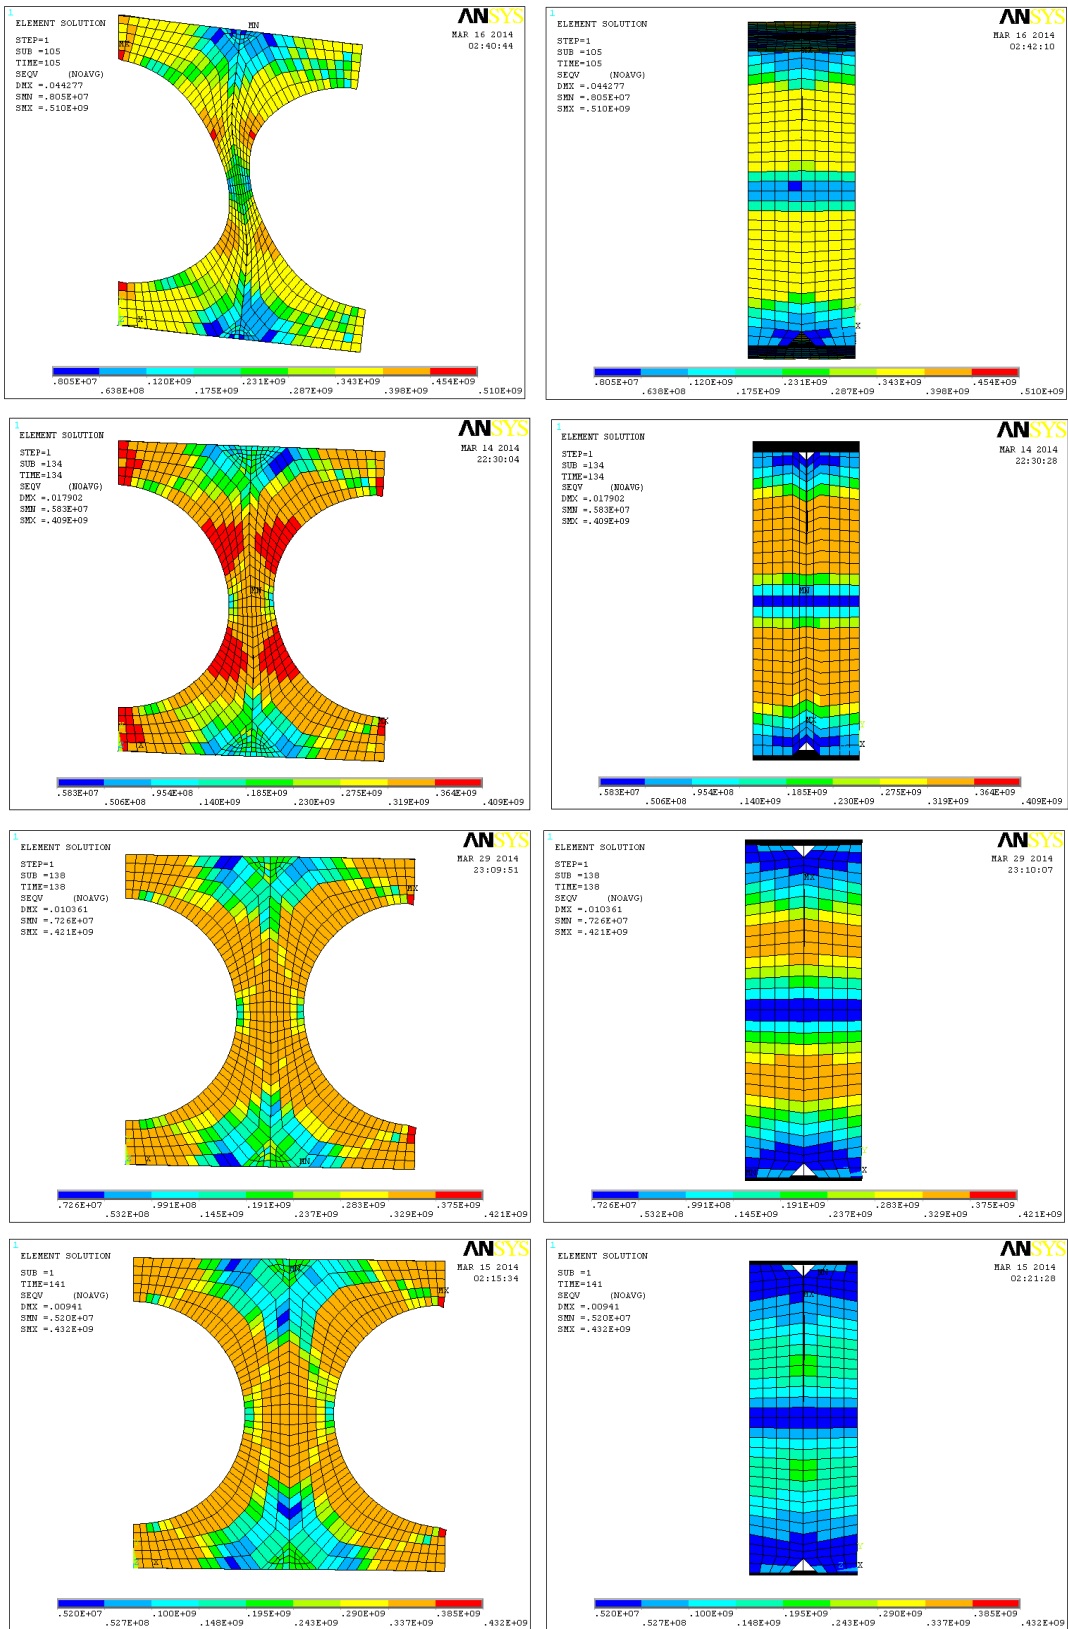 1
ELEMENT SOLUTION
STEP=1
SUB =105
TIME=105
SEQV (NOAVG)
DMX =.044277
SMN =.805E+07
SMX =.510E+09
ANSYS
MAR 16 2014
02:40:44
MN
MX
X
.805E+07 .120E+09 .231E+09 .343E+09 .454E+09
.638E+08 .175E+09 .287E+09 .398E+09 .510E+09
1
ELEMENT SOLUTION
STEP=1
SUB =105
TIME=105
SEQV (NOAVG)
DMX =.044277
SMN =.805E+07
SMX =.510E+09
ANSYS
MAR 16 2014
02:42:10
Y
X
.805E+07 .120E+09 .231E+09 .343E+09 .454E+09
.638E+08 .175E+09 .287E+09 .398E+09 .510E+09
1
ELEMENT SOLUTION
STEP=1
SUB =134
TIME=134
SEQV (NOAVG)
DMX =.017902
SMN =.583E+07
SMX =.409E+09
ANSYS
MAR 14 2014
22:30:04
MN
MX
X
.583E+07 .954E+08 .185E+09 .275E+09 .364E+09
.506E+08 .140E+09 .230E+09 .319E+09 .409E+09
1
ELEMENT SOLUTION
STEP=1
SUB =134
TIME=134
SEQV (NOAVG)
DMX =.017902
SMN =.583E+07
SMX =.409E+09
ANSYS
MAR 14 2014
22:30:28
MN
MX
Y
X
.583E+07 .954E+08 .185E+09 .275E+09 .364E+09
.506E+08 .140E+09 .230E+09 .319E+09 .409E+09
1
ELEMENT SOLUTION
STEP=1
SUB =138
TIME=138
SEQV (NOAVG)
DMX =.010361
SMN =.726E+07
SMX =.421E+09
ANSYS
MAR 29 2014
23:09:51
MX
MN
X
.726E+07 .991E+08 .191E+09 .283E+09 .375E+09
.532E+08 .145E+09 .237E+09 .329E+09 .421E+09
1
ELEMENT SOLUTION
STEP=1
SUB =138
TIME=138
SEQV (NOAVG)
DMX =.010361
SMN =.726E+07
SMX =.421E+09
ANSYS
MAR 29 2014
23:10:07
MX
MN
Y
X
.726E+07 .991E+08 .191E+09 .283E+09 .375E+09
.532E+08 .145E+09 .237E+09 .329E+09 .421E+09
1
ELEMENT SOLUTION
SUB =1
TIME=141
SEQV (NOAVG)
DMX =.00941
SMN =.520E+07
SMX =.432E+09
ANSYS
MAR 15 2014
02:15:34
MN
MX
X
.520E+07 .100E+09 .195E+09 .290E+09 .385E+09
.527E+08 .148E+09 .243E+09 .337E+09 .432E+09
1
ELEMENT SOLUTION
SUB =1
TIME=141
SEQV (NOAVG)
DMX =.00941
SMN =.520E+07
SMX =.432E+09
ANSYS
MAR 15 2014
02:21:28
MN
MX
Y
Z X
.520E+07 .100E+09 .195E+09 .290E+09 .385E+09
.527E+08 .148E+09 .243E+09 .337E+09 .432E+09